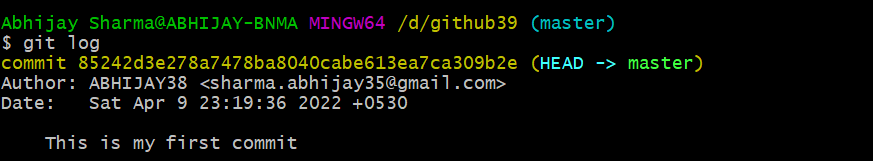 Abhijay Sharma@ABHIJAY-BNMA MINGW64 /d/github39 (master)
$ git log
commit 85242d3e278a7478ba8040cabe613ea7ca309b2e (HEAD -> master)
Author: ABHIJAY38 <sharma.abhijay35@gmail.com>
Date:   Sat Apr 9 23:19:36 2022 +0530
    This is my first commit